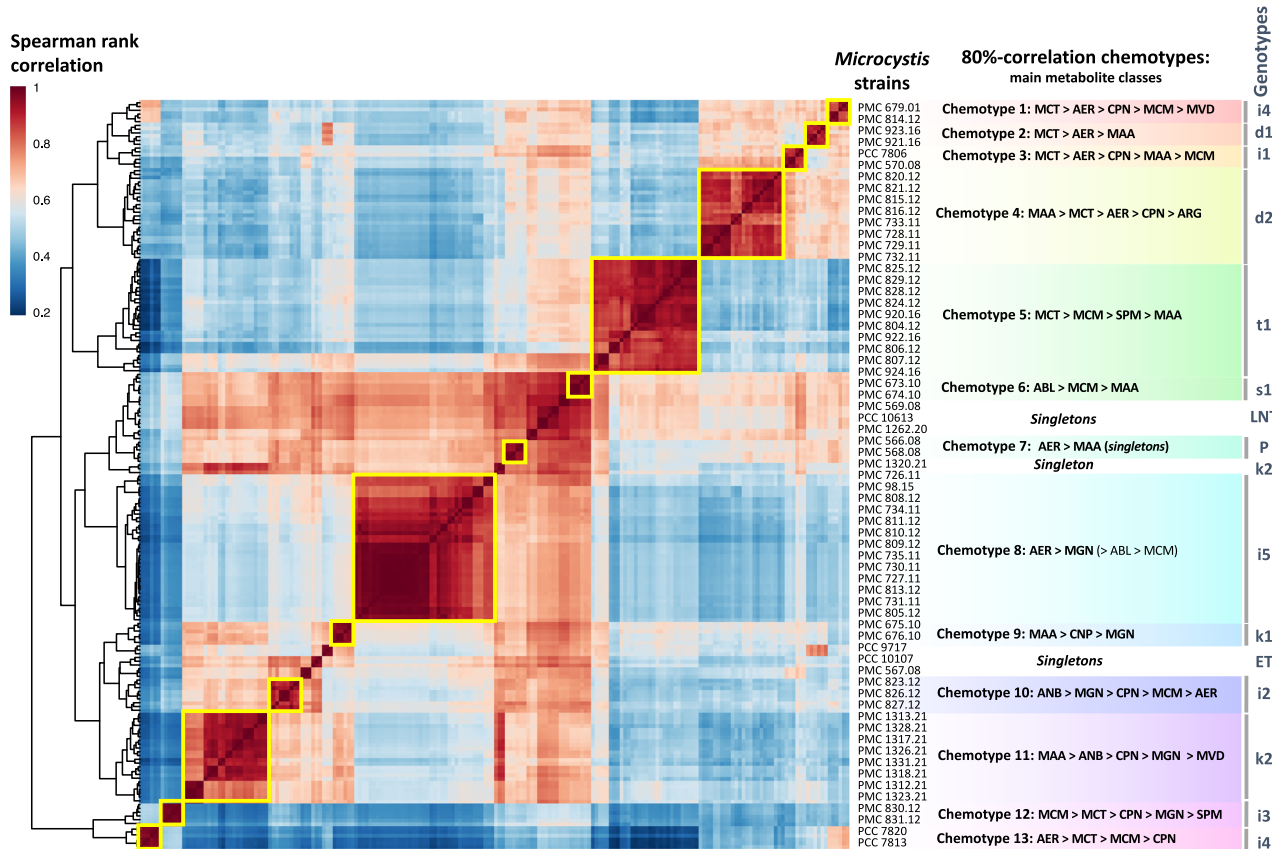 Spearman rank
correlation
1
0.8
0.6
0.4
0.2
Microcystis
strains
80%-correlation chemotypes:
main metabolite classes
Genotypes
PMC 679.01
PMC 814.12
PMC 923.16
PMC 921.16
PCC 7806
PMC 570.08
PMC 820.12
PMC 821.12
PMC 815.12
PMC 816.12
PMC 733.11
PMC 728.11
PMC 729.11
PMC 732.11
PMC 825.12
PMC 829.12
PMC 828.12
PMC 824.12
PMC 920.16
PMC 804.12
PMC 922.16
PMC 806.12
PMC 807.12
PMC 924.16
PMC 673.10
PMC 674.10
PMC 569.08
PCC 10613
PMC 1262.20
PMC 566.08
PMC 568.08
PMC 1320.21
PMC 726.11
PMC 98.15
PMC 808.12
PMC 734.11
PMC 811.12
PMC 810.12
PMC 809.12
PMC 735.11
PMC 730.11
PMC 727.11
PMC 813.12
PMC 731.11
PMC 805.12
PMC 675.10
PMC 676.10
PCC 9717
PCC 10107
PMC 567.08
PMC 823.12
PMC 826.12
PMC 827.12
PMC 1313.21
PMC 1328.21
PMC 1317.21
PMC 1326.21
PMC 1331.21
PMC 1318.21
PMC 1312.21
PMC 1323.21
PMC 830.12
PMC 831.12
PCC 7820
PMC 7813
Chemotype 1: MCT > AER > CPN > MCM > MVD
Chemotype 2: MCT > AER > MAA
Chemotype 3: MCT > AER > CPN > MAA > MCM
Chemotype 4: MAA > MCT > AER > CPN > ARG
Chemotype 5: MCT > MCM > SPM > MAA
Chemotype 6: ABL > MCM > MAA
Singletons
Chemotype 7: AER > MAA (singletons)
Singleton
Chemotype 8: AER > MGN (> ABL > MCM)
Chemotype 9: MAA > CNP > MGN
Singletons
Chemotype 10: ANB > MGN > CPN > MCM > AER
Chemotype 11: MAA > ANB > CPN > MGN > MVD
Chemotype 12: MCM > MCT > CPN > MGN > SPM
Chemotype 13: AER > MCT > MCM > CPN
i4
d1
i1
d2
t1
s1
LNT
P
k2
i5
k1
ET
i2
k2
i3
i4